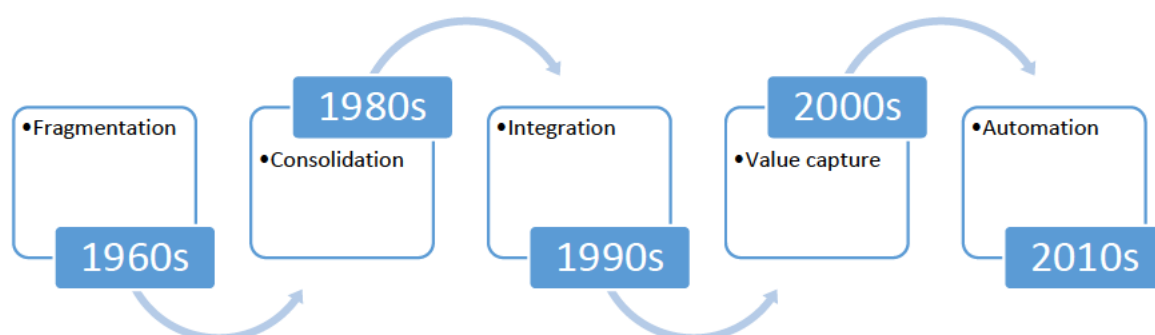 •Fragmentation
1960s
1980s
•Consolidation
•Integration
1990s
2000s
•Value capture
•Automation
2010s